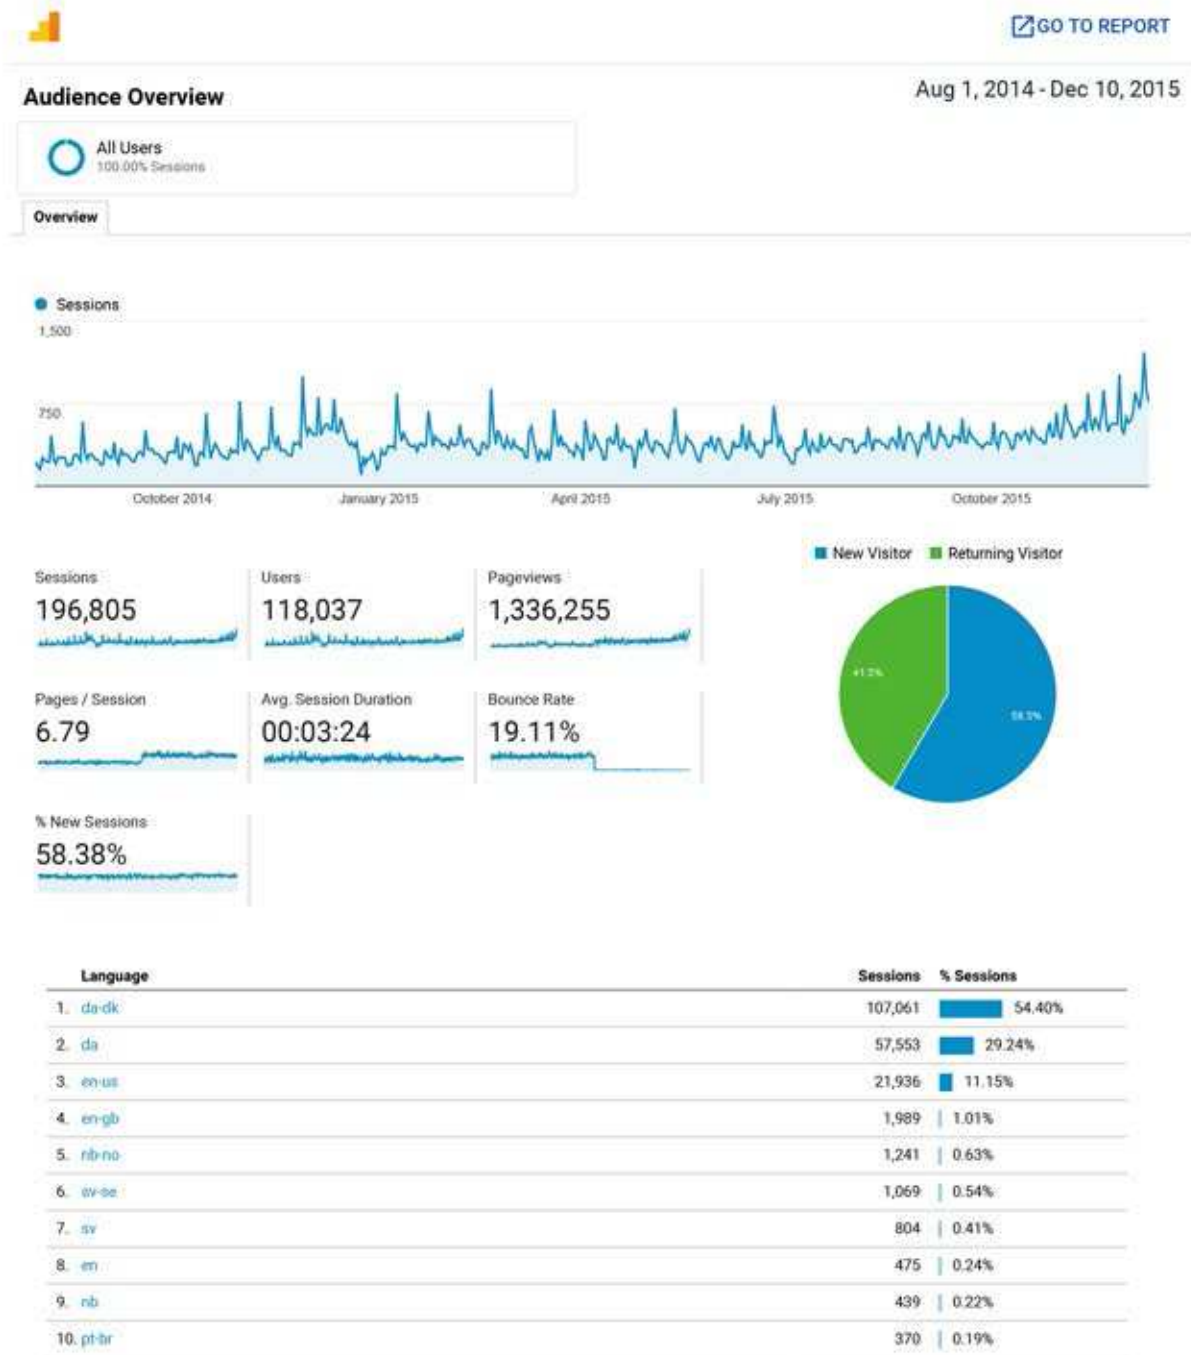 GO TO REPORT
Audience Overview
Aug 1, 2014 - Dec 10, 2015
All Users
100.00% Sessions
Overview
Sessions
1,500
750
October 2014 January 2015 April 2015 July 2015 October 2015
New Visitor Returning Visitor
Sessions Users Pageviews
196,805 118,037 1,336,255
41.5%
Pages / Session Avg. Session Duration Bounce Rate
6.79 00:03:24 19.11%
% New Sessions
58.38%
Language Sessions % Sessions
1. da-dk 107,061 54.40%
2. da 57,553 29.24%
3. en-us 21,936 11.15%
4. en-gb 1,989 1.01%
5. nb-no 1,241 0.63%
6. sv-se 1,069 0.54%
7. sv 804 0.41%
8. en 475 0.24%
9. nb 439 0.22%
10. pt-br 370 0.19%